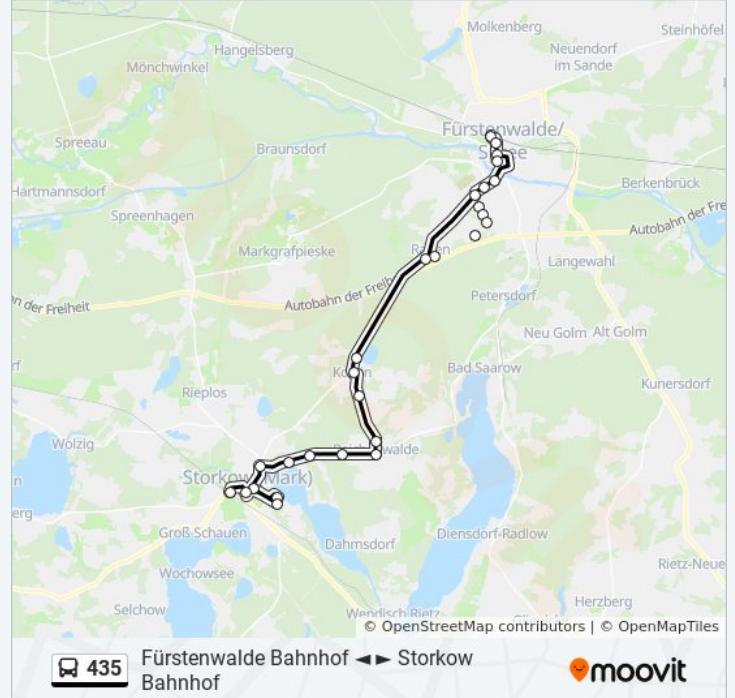 Molkenberg
Steinhöfel
Hangelsberg
Neuendorf
im Sande
Mönchwinkel
Fürstenwalde/
Spree
Spreeau
Braunsdorf
Hartmannsdorf
Berkenbrück
Spreenhagen
Autobahn der Frei
Markgrafpieske
Langewahl
n der Freiheit
Autobahn der Freih
Petersdorf
Neu Golm
Alt Golm
Bad Saarow
Kunersdorf
Rieplos
Wolzig
Storkow (Mark)
erg
Groß Schauen
Dahmsdorf
Diensdorf-Radlow
Wochowsee
Rietz-Neue
Selchow
Herzberg
Wendisch Rietz
© OpenStreetMap contributors | © OpenMapTiles
435
Fürstenwalde Bahnhof ◄ ► Storkow
Bahnhof
moovit